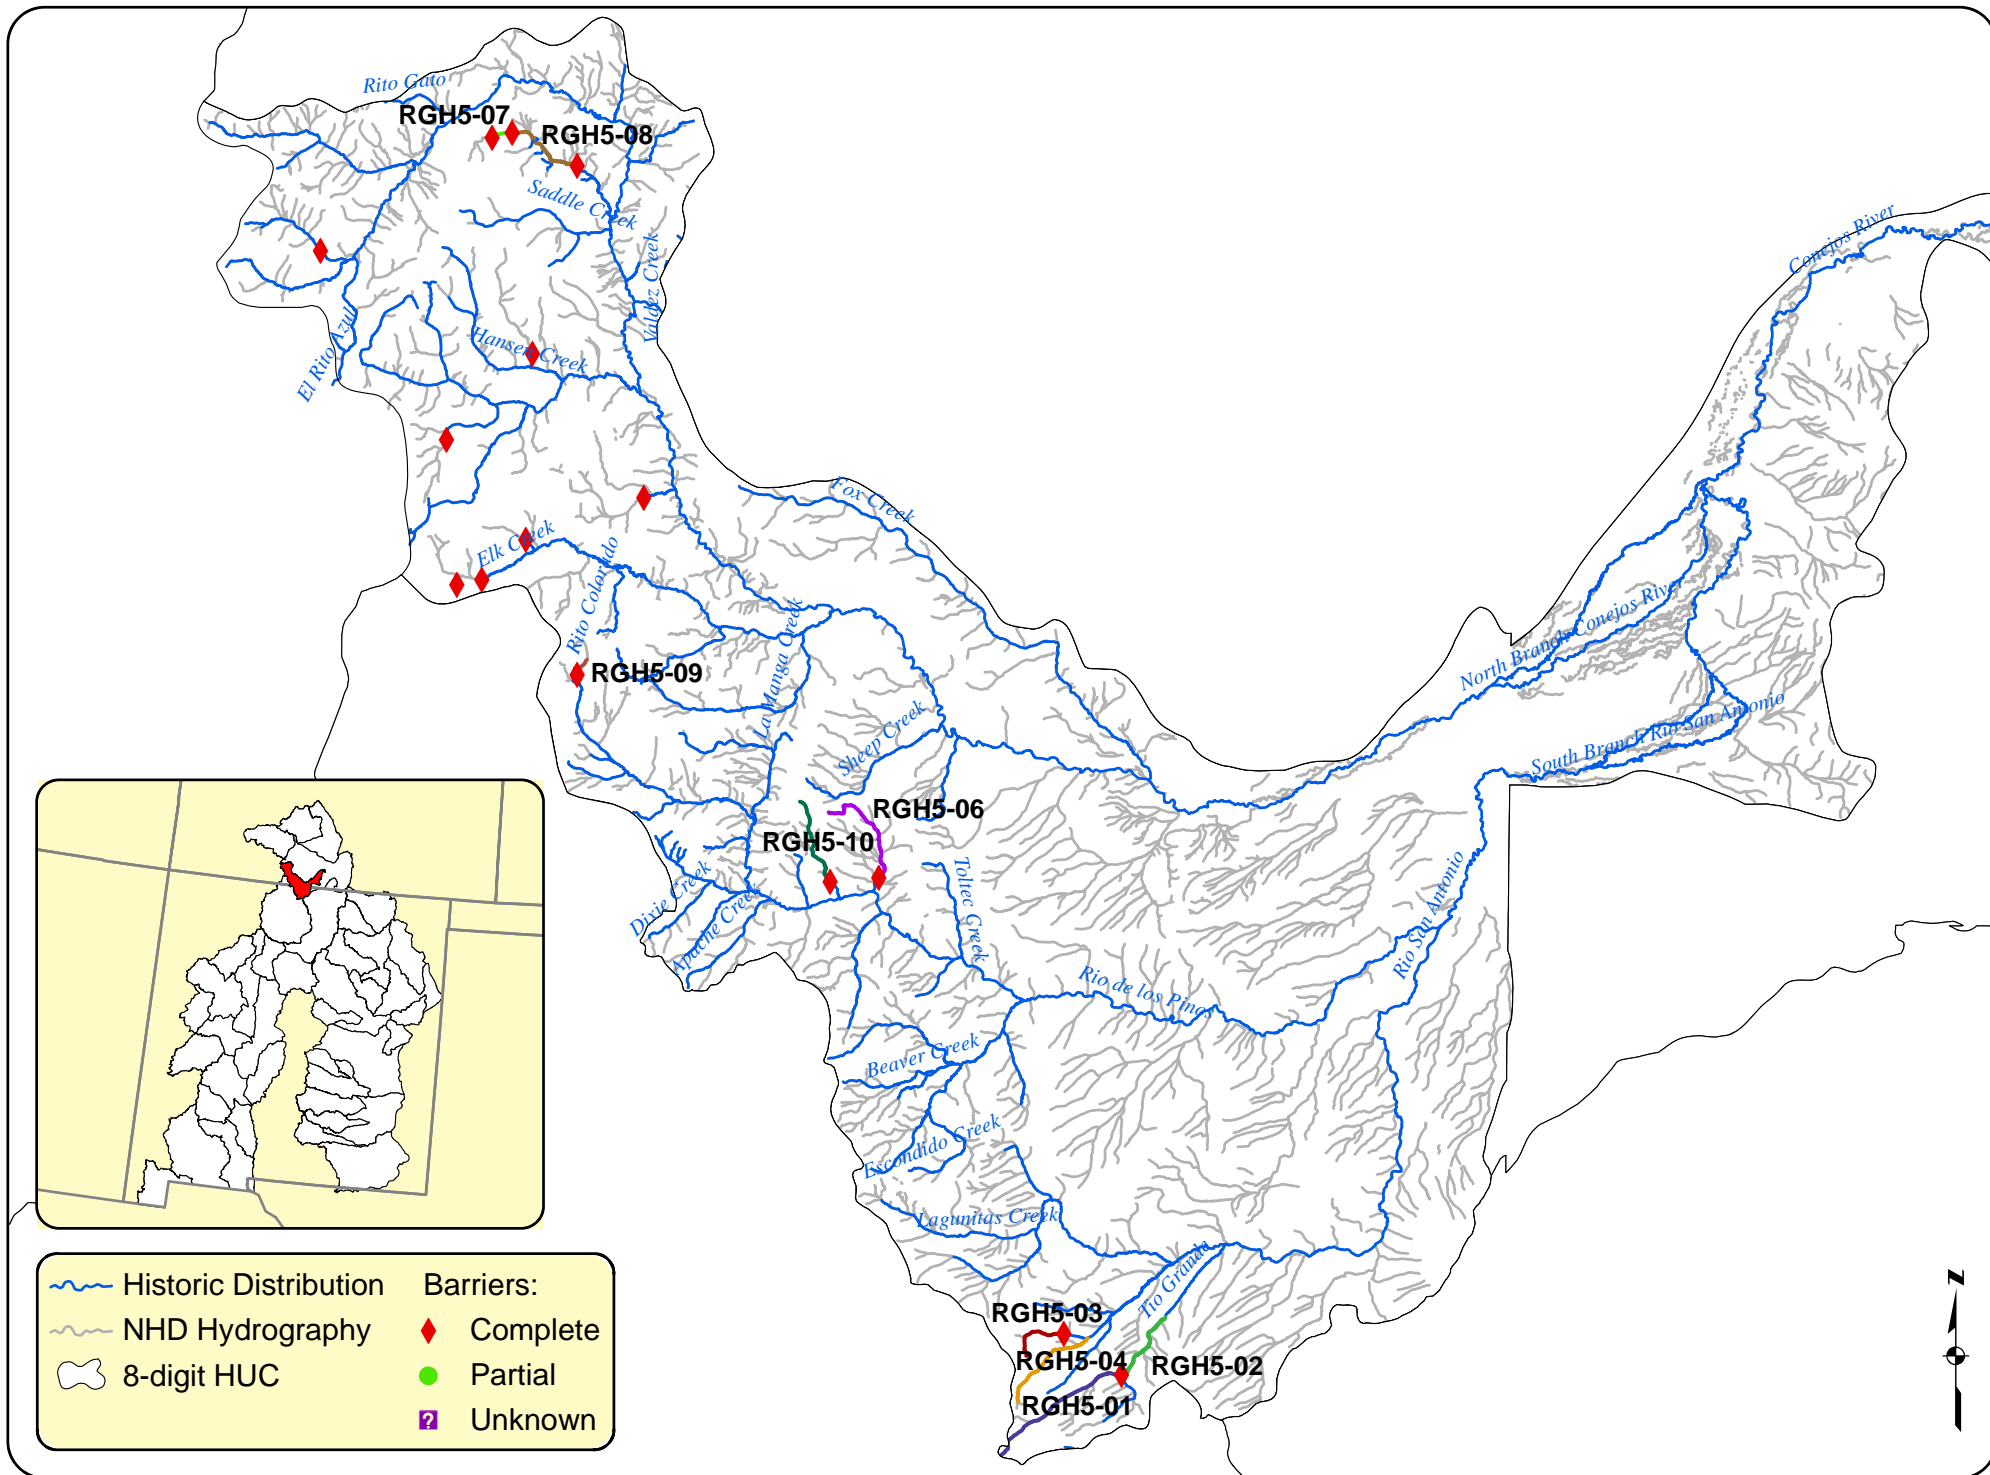 Rito Gato
RGH5-07
RGH5-08
Saddle Creek
Valdez Creek
Conejos River
El Rito Azul
Hansen Creek
Fox Creek
Elk Creek
Rito Colorado
La Manga Creek
North Branch Conejos River
RGH5-09
South Branch Rio San Antonio
Sheep Creek
RGH5-06
RGH5-10
Toltec Creek
Dixie Creek
Apache Creek
Rio San Antonio
Rio de los Pinos
Beaver Creek
Escondido Creek
Lagunitas Creek
Tio Grande
RGH5-03
RGH5-04
RGH5-02
RGH5-01
Historic Distribution
NHD Hydrography
8-digit HUC
Barriers:
Complete
Partial
?
Unknown
N